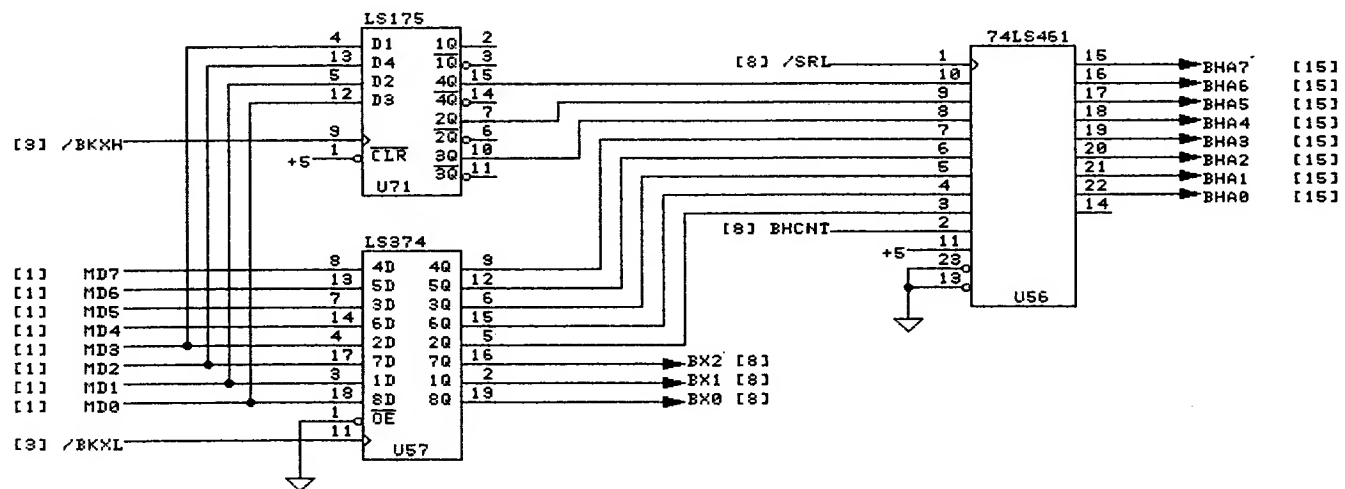 LS175
4 D1 1Q 2
13 D4 1Q 3
5 D2 4Q 15
12 D3 4Q 14
2Q 7
[9] /BKXH 9 2Q 6
+5 1 CLR 3Q 10
3Q 11
U71
74LS461
[8] /SRL 1 15 BHA7 [15]
10 16 BHA6 [15]
9 17 BHA5 [15]
8 18 BHA4 [15]
7 19 BHA3 [15]
6 20 BHA2 [15]
5 21 BHA1 [15]
4 22 BHA0 [15]
3 14
[8] BHCNT 2
+5 11
23
13
U56
LS374
[1] MD7 8 4D 4Q 9
[1] MD6 13 5D 5Q 12
[1] MD5 7 3D 3Q 6
[1] MD4 14 6D 6Q 15
[1] MD3 4 2D 2Q 5
[1] MD2 17 7D 7Q 16 BX2 [8]
[1] MD1 3 1D 1Q 2 BX1 [8]
[1] MD0 18 8D 8Q 19 BX0 [8]
1 OE
[9] /BKXL 11
U57